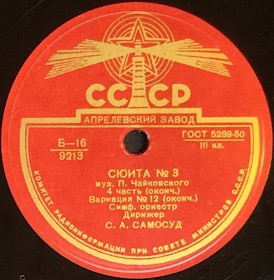 СССР
АПРЕЛЕВСКИЙ ЗАВОД
Б—16
9213
ГОСТ 5289-50
III кл.
СЮИТА № 3
муз. П. Чайковского
4 часть (оконч.)
Вариация № 12 (оконч.)
Симф. оркестр
Дирижер
С. А. САМОСУД
КОМИТЕТ РАДИОИНФОРМАЦИИ ПРИ СОВЕТЕ МИНИСТРОВ С.С.С.Р.